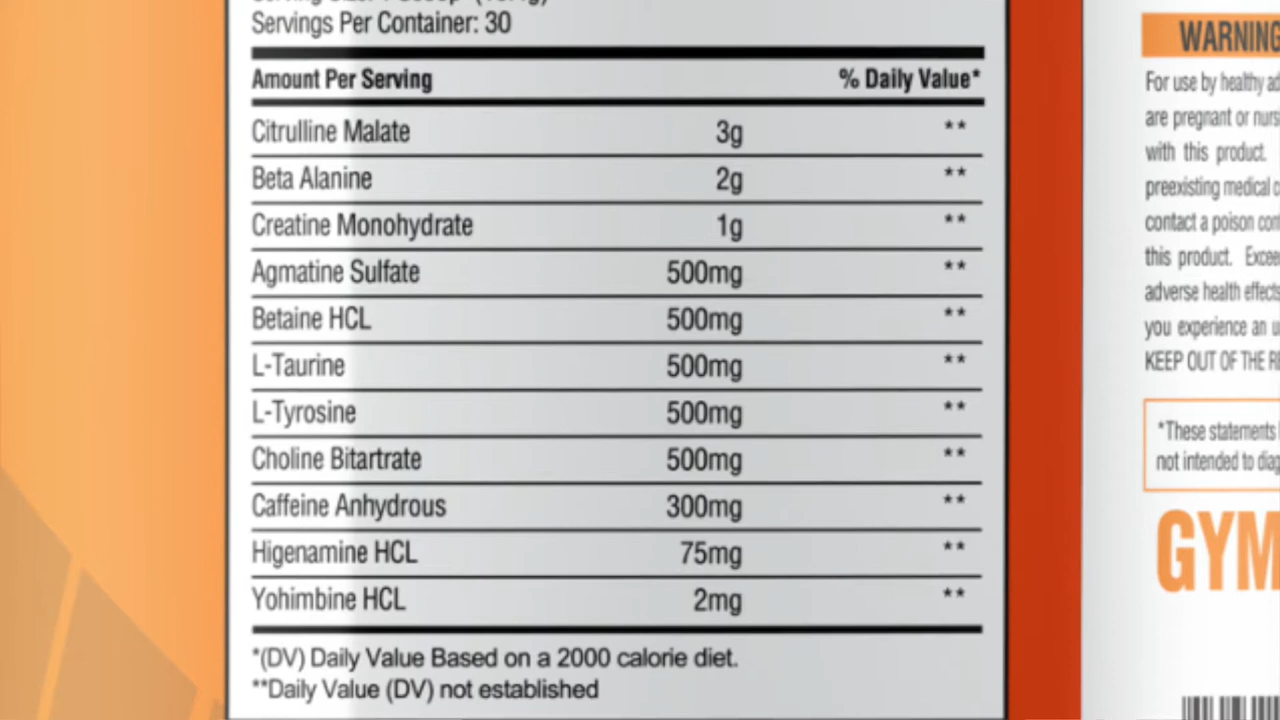 Servings Per Container: 30
Amount Per Serving % Daily Value*
Citrulline Malate 3g **
Beta Alanine 2g **
Creatine Monohydrate 1g **
Agmatine Sulfate 500mg **
Betaine HCL 500mg **
L-Taurine 500mg **
L-Tyrosine 500mg **
Choline Bitartrate 500mg **
Caffeine Anhydrous 300mg **
Higenamine HCL 75mg **
Yohimbine HCL 2mg **
*(DV) Daily Value Based on a 2000 calorie diet.
**Daily Value (DV) not established
WARNING
For use by healthy
are pregnant or
with this product.
preexisting medical
contact a poison
this product.
adverse health effects
you experience an
KEEP OUT OF THE
*These statements
not intended to
GYM